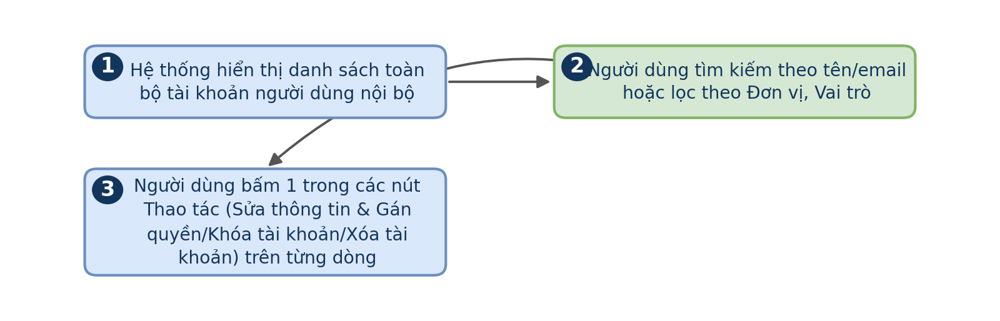 1
Hệ thống hiển thị danh sách toàn
bộ tài khoản người dùng nội bộ
2
Người dùng tìm kiếm theo tên/email
hoặc lọc theo Đơn vị, Vai trò
3
Người dùng bấm 1 trong các nút
Thao tác (Sửa thông tin & Gán
quyền/Khóa tài khoản/Xóa tài
khoản) trên từng dòng